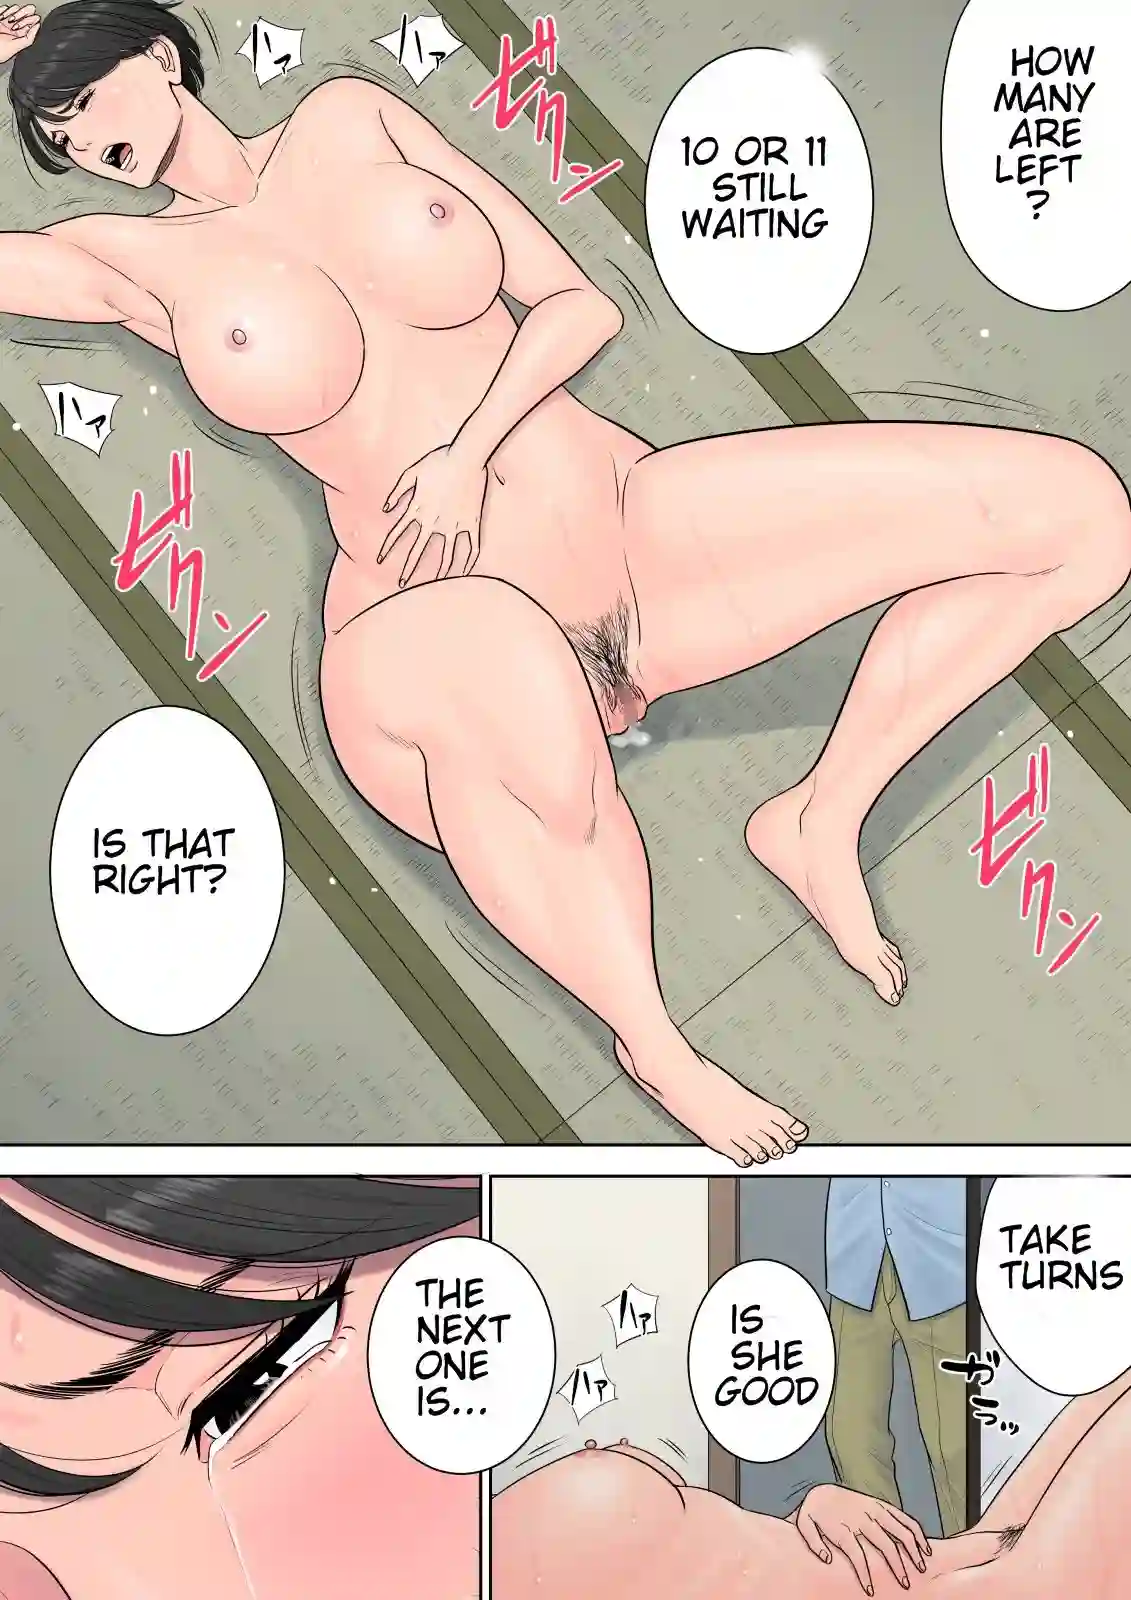 HOW
MANY
ARE
LEFT
?
10 OR 11
STILL
WAITING
ハァ
ハァ
ビクン
ハァ
ビクン
IS THAT
RIGHT?
ビクン
TAKE
TURNS
IS
SHE
GOOD
ハァ
ハァ
ガラッ
THE
NEXT
ONE
IS...